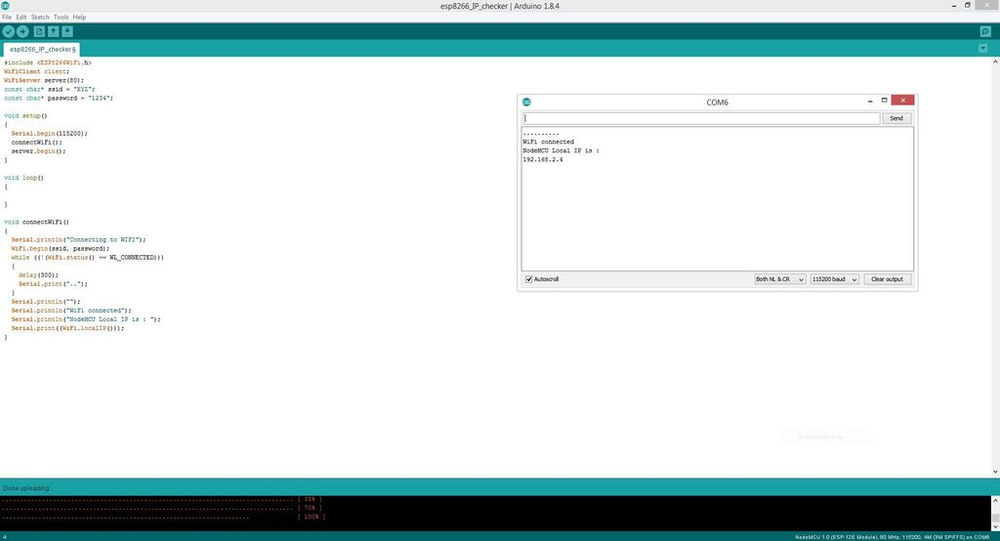 esp8266_IP_checker | Arduino 1.8.4
File Edit Sketch Tools Help
esp8266_IP_checker §
#include <ESP8266WiFi.h>
WiFiClient client;
WiFiServer server(80);
const char* ssid = "XYZ";
const char* password = "1234";
void setup()
{
Serial.begin(115200);
connectWiFi();
server.begin();
}
void loop()
{
}
void connectWiFi()
{
Serial.println("Connecting to WIFI");
WiFi.begin(ssid, password);
while ((!(WiFi.status() == WL_CONNECTED)))
{
delay(300);
Serial.print("..");
}
Serial.println("");
Serial.println("WiFi connected");
Serial.println("NodeMCU Local IP is : ");
Serial.print((WiFi.localIP()));
}
COM6
Send
..........
WiFi connected
NodeMCU Local IP is :
192.168.2.4
Autoscroll
Both NL & CR
115200 baud
Clear output
Done uploading.
................................................................................ [ 35% ]
................................................................................ [ 70% ]
.................................................................... [ 100% ]
4
NodeMCU 1.0 (ESP-12E Module), 80 MHz, 115200, 4M (3M SPIFFS) on COM6